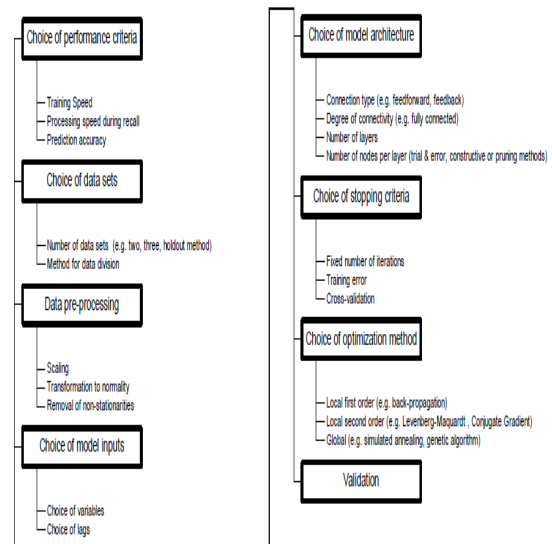 Choice of performance criteria
Training Speed
Processing speed during recall
Prediction accuracy
Choice of data sets
Number of data sets (e.g. two, three, holdout method)
Method for data division
Data pre-processing
Scaling
Transformation to normality
Removal of non-stationarities
Choice of model inputs
Choice of variables
Choice of lags
Choice of model architecture
Connection type (e.g. feedforward, feedback)
Degree of connectivity (e.g. fully connected)
Number of layers
Number of nodes per layer (trial & error, constructive or pruning methods)
Choice of stopping criteria
Fixed number of iterations
Training error
Cross-validation
Choice of optimization method
Local first order (e.g. back-propagation)
Local second order (e.g. Levenberg-Maquardt , Conjugate Gradient)
Global (e.g. simulated annealing, genetic algorithm)
Validation